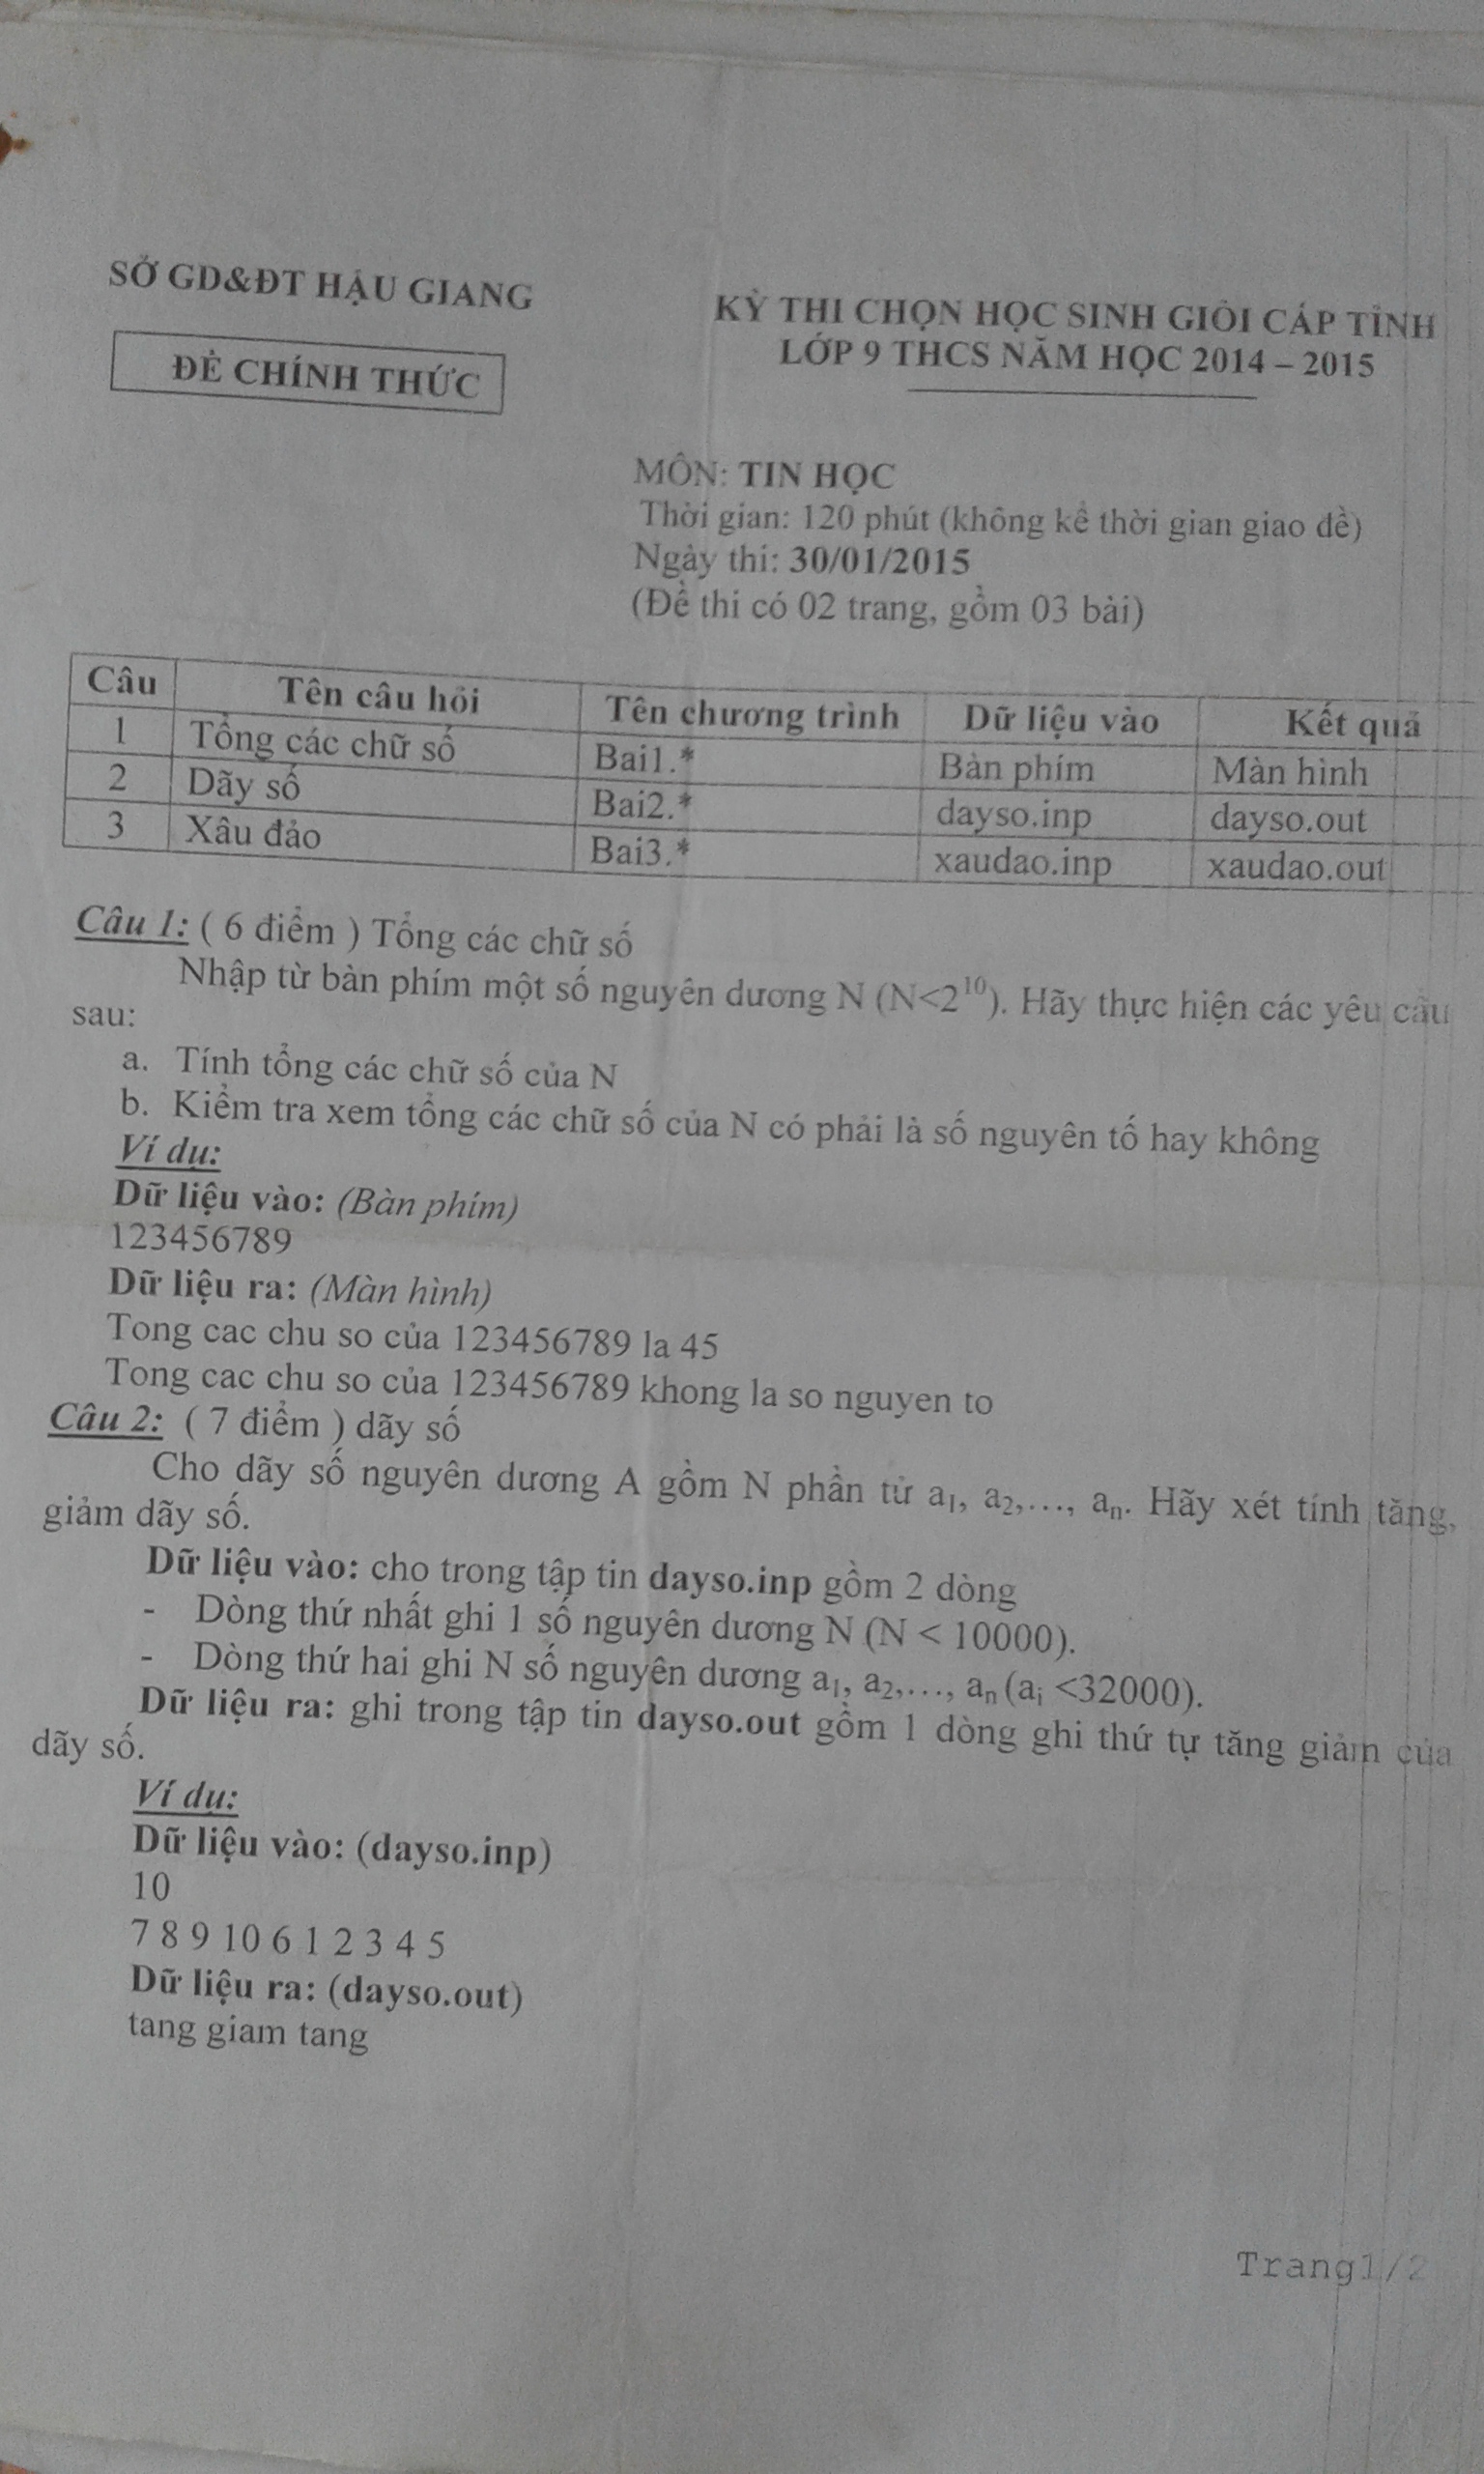 SỞ GD&ĐT HẬU GIANG
ĐỀ CHÍNH THỨC
KỲ THI CHỌN HỌC SINH GIỎI CẤP TỈNH
LỚP 9 THCS NĂM HỌC 2014 – 2015
MÔN: TIN HỌC
Thời gian: 120 phút (không kể thời gian giao đề)
Ngày thi: 30/01/2015
(Đề thi có 02 trang, gồm 03 bài)
Câu Tên câu hỏi Tên chương trình Dữ liệu vào Kết quả
1 Tổng các chữ số Bai1.* Bàn phím Màn hình
2 Dãy số Bai2.* dayso.inp dayso.out
3 Xâu đảo Bai3.* xaudao.inp xaudao.out
Câu 1: ( 6 điểm ) Tổng các chữ số
Nhập từ bàn phím một số nguyên dương N (N<2¹⁰). Hãy thực hiện các yêu cầu
sau:
a. Tính tổng các chữ số của N
b. Kiểm tra xem tổng các chữ số của N có phải là số nguyên tố hay không
Ví dụ:
Dữ liệu vào: (Bàn phím)
123456789
Dữ liệu ra: (Màn hình)
Tong cac chu so của 123456789 la 45
Tong cac chu so của 123456789 khong la so nguyen to
Câu 2: ( 7 điểm ) dãy số
Cho dãy số nguyên dương A gồm N phần tử a₁, a₂,…, aₙ. Hãy xét tính tăng,
giảm dãy số.
Dữ liệu vào: cho trong tập tin dayso.inp gồm 2 dòng
- Dòng thứ nhất ghi 1 số nguyên dương N (N < 10000).
- Dòng thứ hai ghi N số nguyên dương a₁, a₂,…, aₙ (aᵢ <32000).
Dữ liệu ra: ghi trong tập tin dayso.out gồm 1 dòng ghi thứ tự tăng giảm của
dãy số.
Ví dụ:
Dữ liệu vào: (dayso.inp)
10
7 8 9 10 6 1 2 3 4 5
Dữ liệu ra: (dayso.out)
tang giam tang
Trang1/2